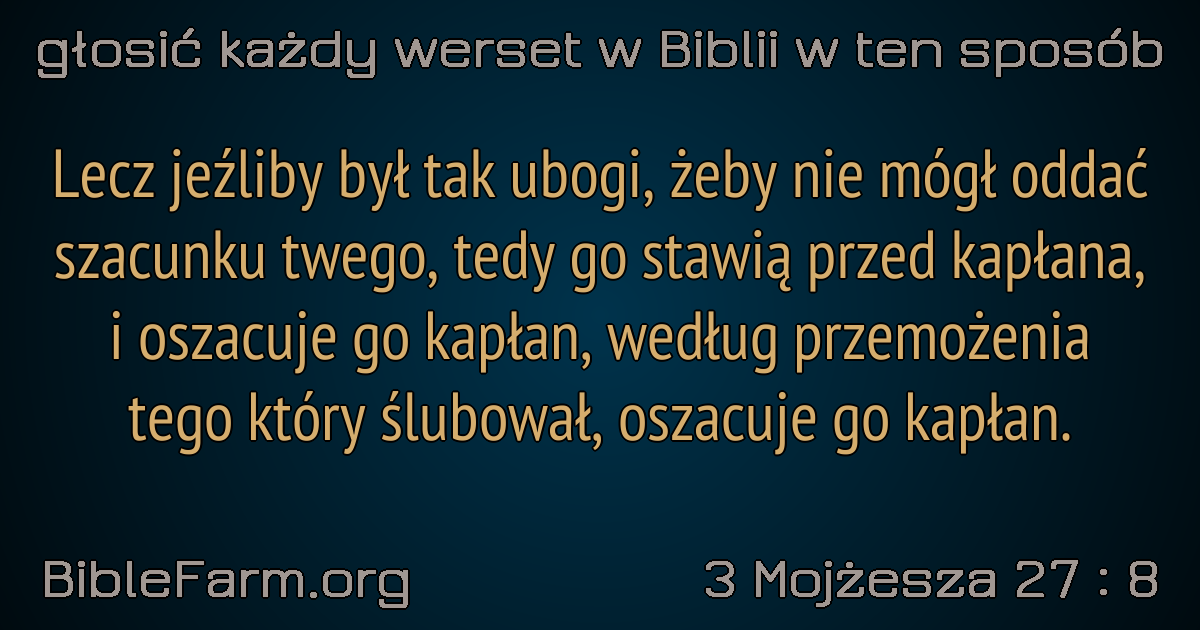 głosić każdy werset w Biblii w ten sposób
Lecz jeźliby był tak ubogi, żeby nie mógł oddać
szacunku twego, tedy go stawią przed kapłana,
i oszacuje go kapłan, według przemożenia
tego który ślubował, oszacuje go kapłan.
BibleFarm.org
3 Mojżesza 27 : 8